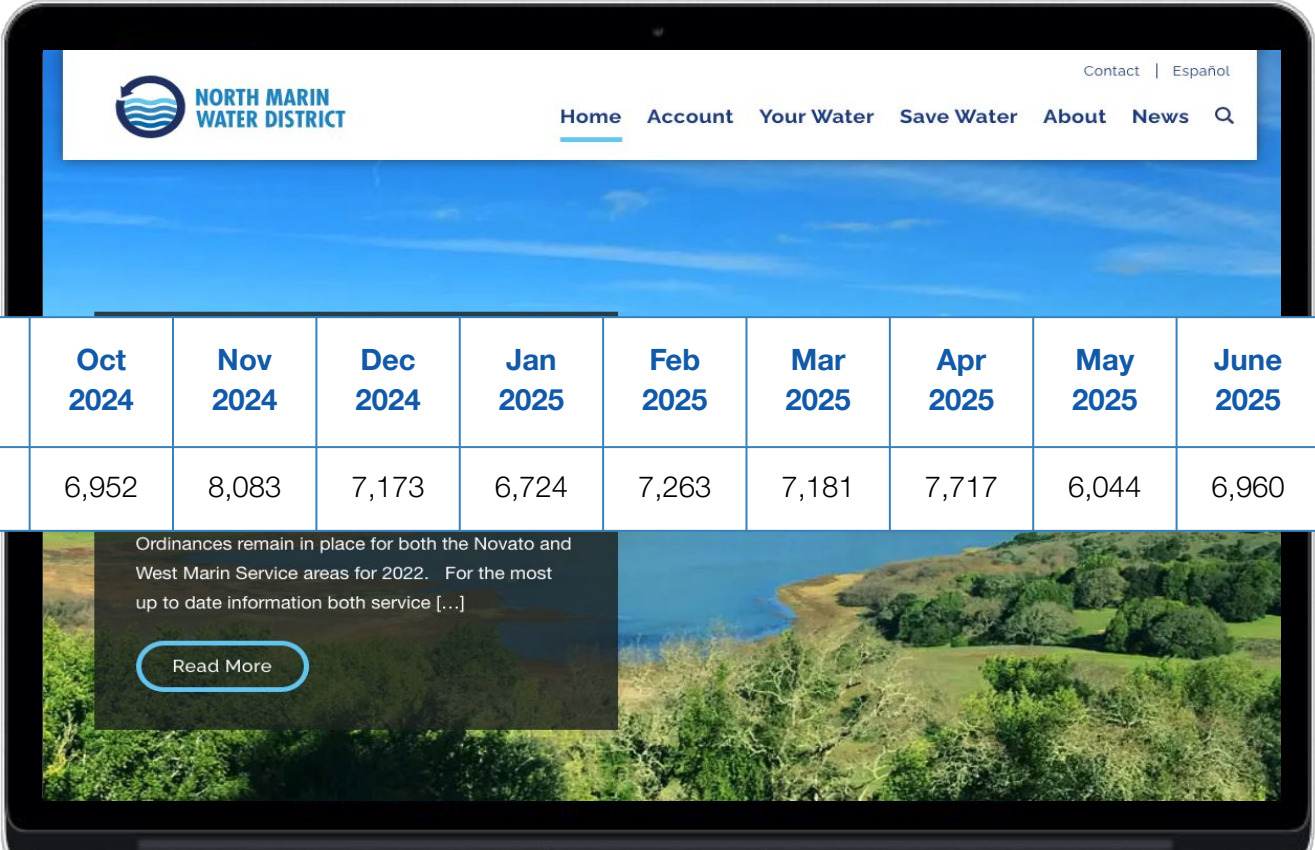 Contact | Español
NORTH MARIN
WATER DISTRICT
Home Account Your Water Save Water About News
Oct 2024 Nov 2024 Dec 2024 Jan 2025 Feb 2025 Mar 2025 Apr 2025 May 2025 June 2025
6,952 8,083 7,173 6,724 7,263 7,181 7,717 6,044 6,960
Ordinances remain in place for both the Novato and
West Marin Service areas for 2022. For the most
up to date information both service [...]
Read More